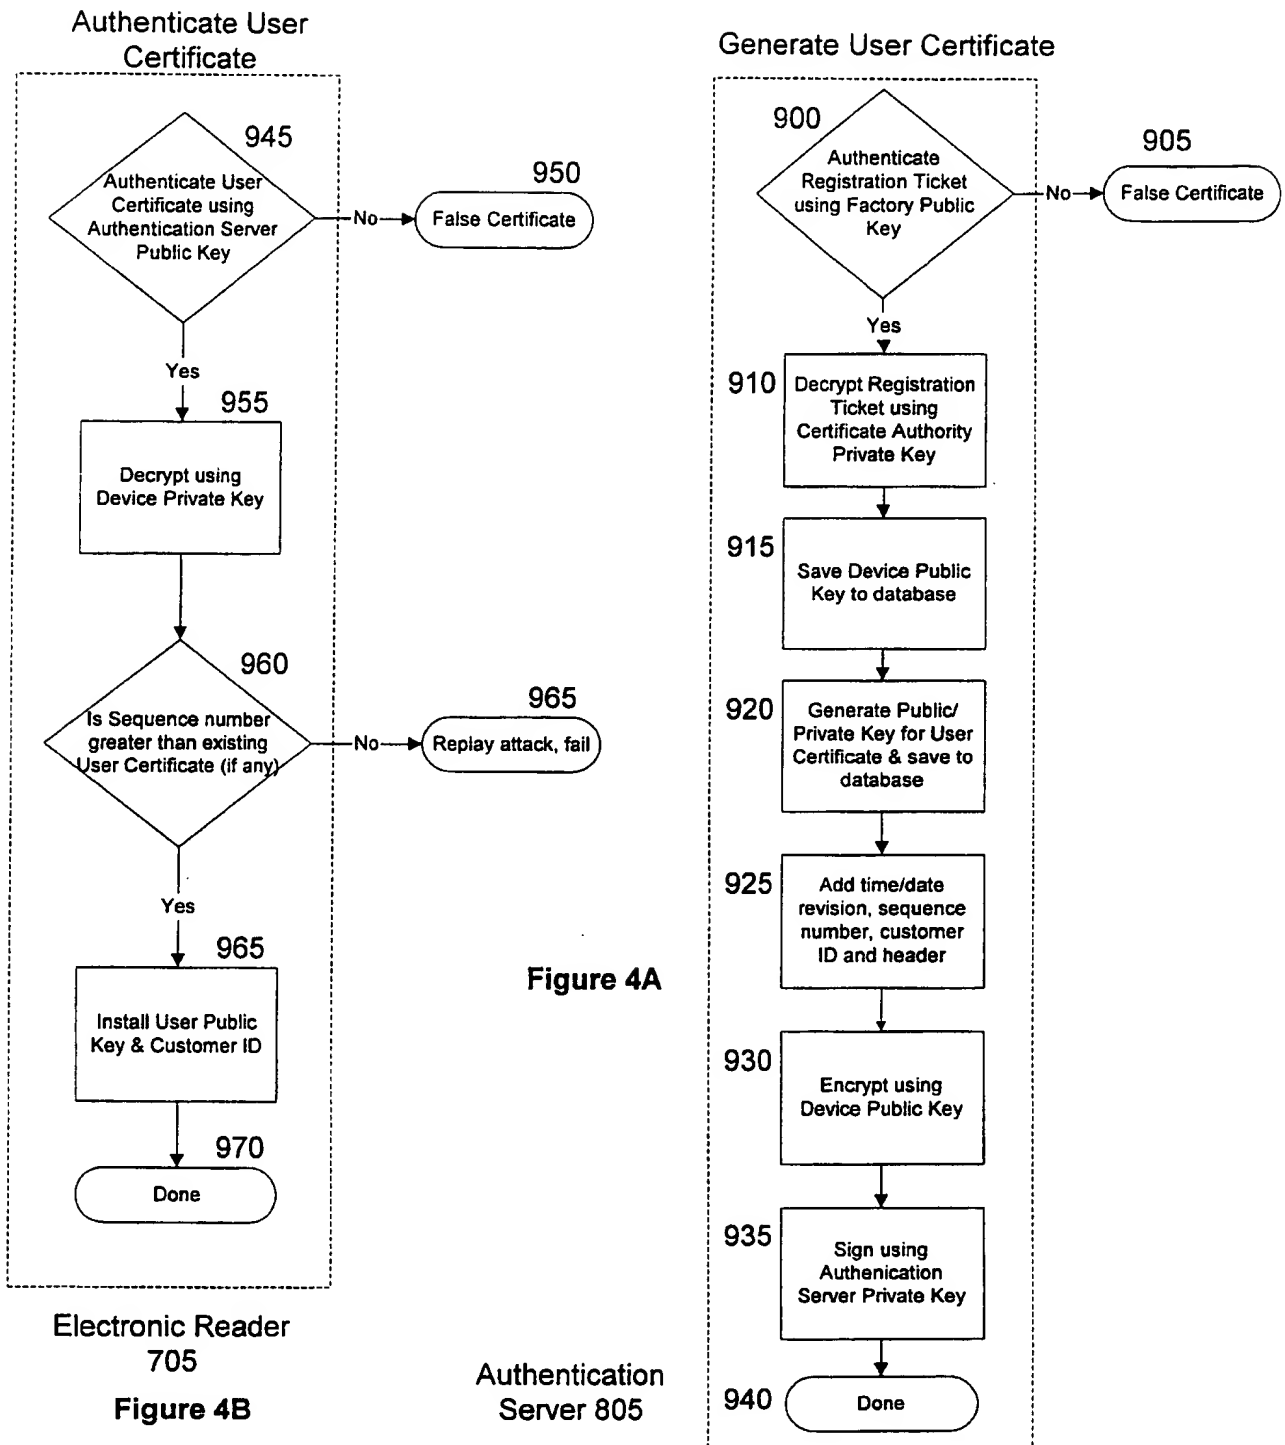 Authenticate User
Certificate
945
Authenticate User
Certificate using
Authentication Server
Public Key
No
950
False Certificate
Yes
955
Decrypt using
Device Private Key
960
Is Sequence number
greater than existing
User Certificate (if any)
No
965
Replay attack, fail
Yes
965
Install User Public
Key & Customer ID
970
Done
Electronic Reader
705
Figure 4B
Generate User Certificate
900
Authenticate
Registration Ticket
using Factory Public
Key
No
905
False Certificate
Yes
910
Decrypt Registration
Ticket using
Certificate Authority
Private Key
915
Save Device Public
Key to database
920
Generate Public/
Private Key for User
Certificate & save to
database
925
Add time/date
revision, sequence
number, customer
ID and header
Figure 4A
930
Encrypt using
Device Public Key
935
Sign using
Authenication
Server Private Key
940
Done
Authentication
Server 805